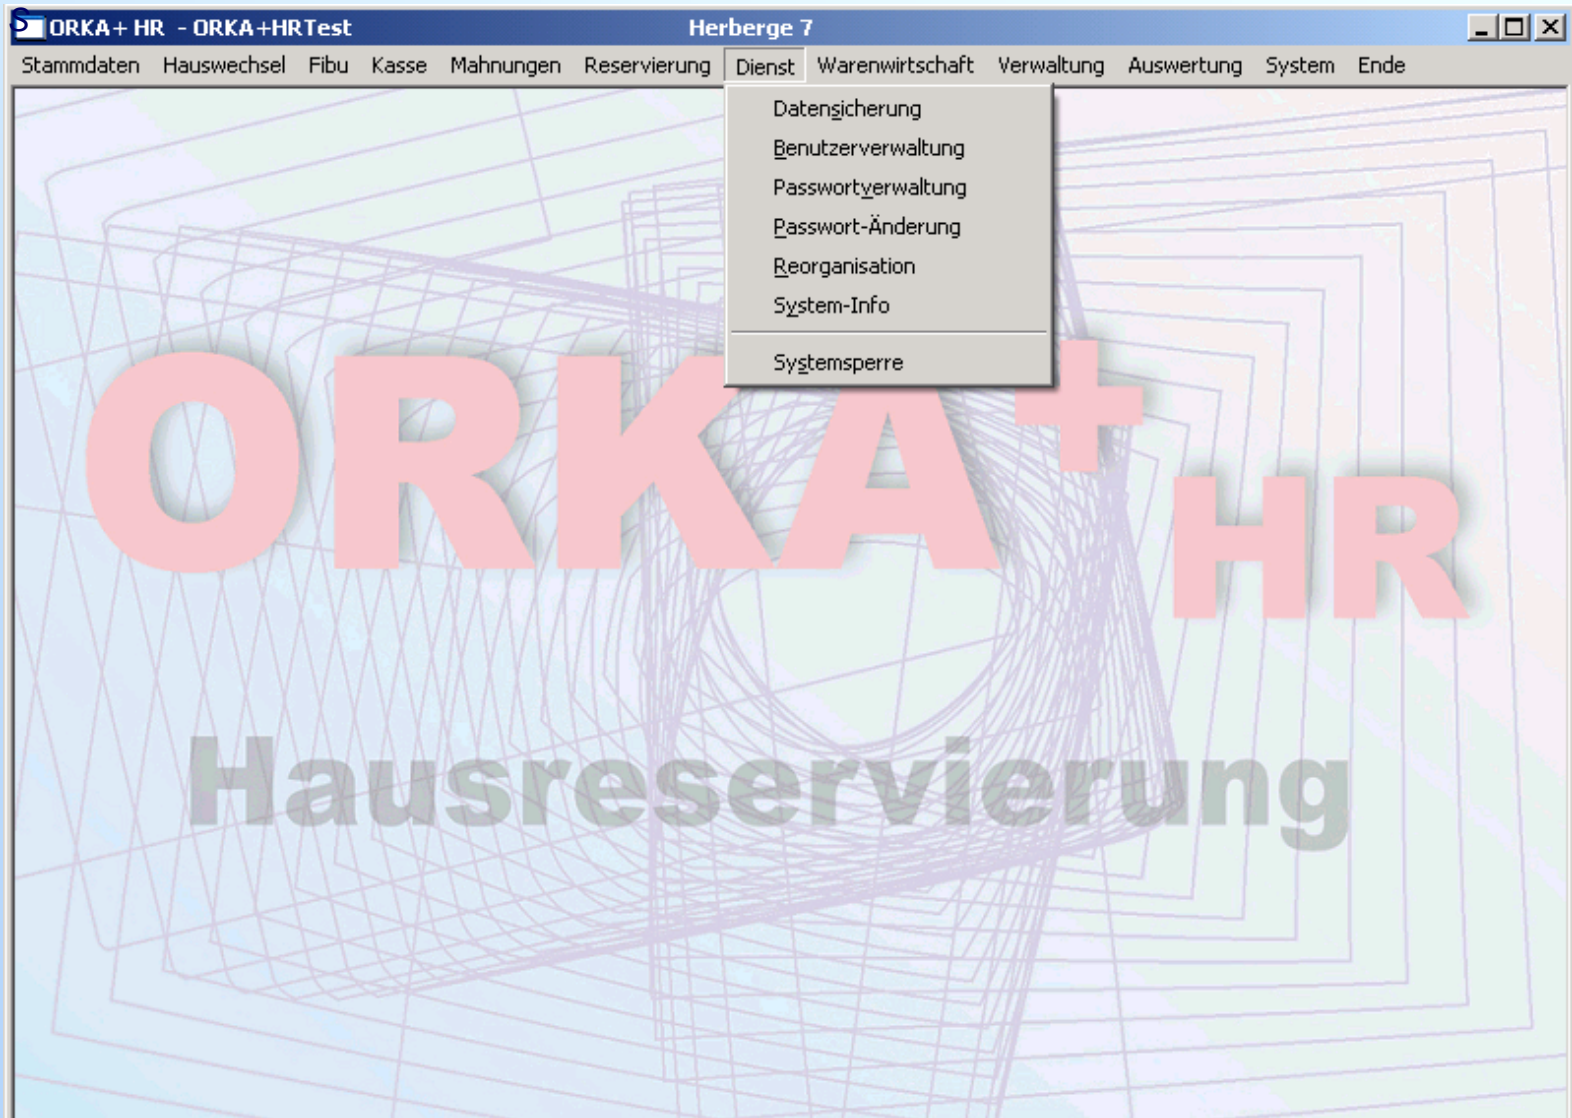 S
ORKA+ HR - ORKA+HRTest Herberge 7
Stammdaten Hauswechsel Fibu Kasse Mahnungen Reservierung Dienst Warenwirtschaft Verwaltung Auswertung System Ende
Datensicherung
Benutzerverwaltung
Passwortverwaltung
Passwort-Änderung
Reorganisation
System-Info
Systemsperre
ORKA+ HR
Hausreservierung